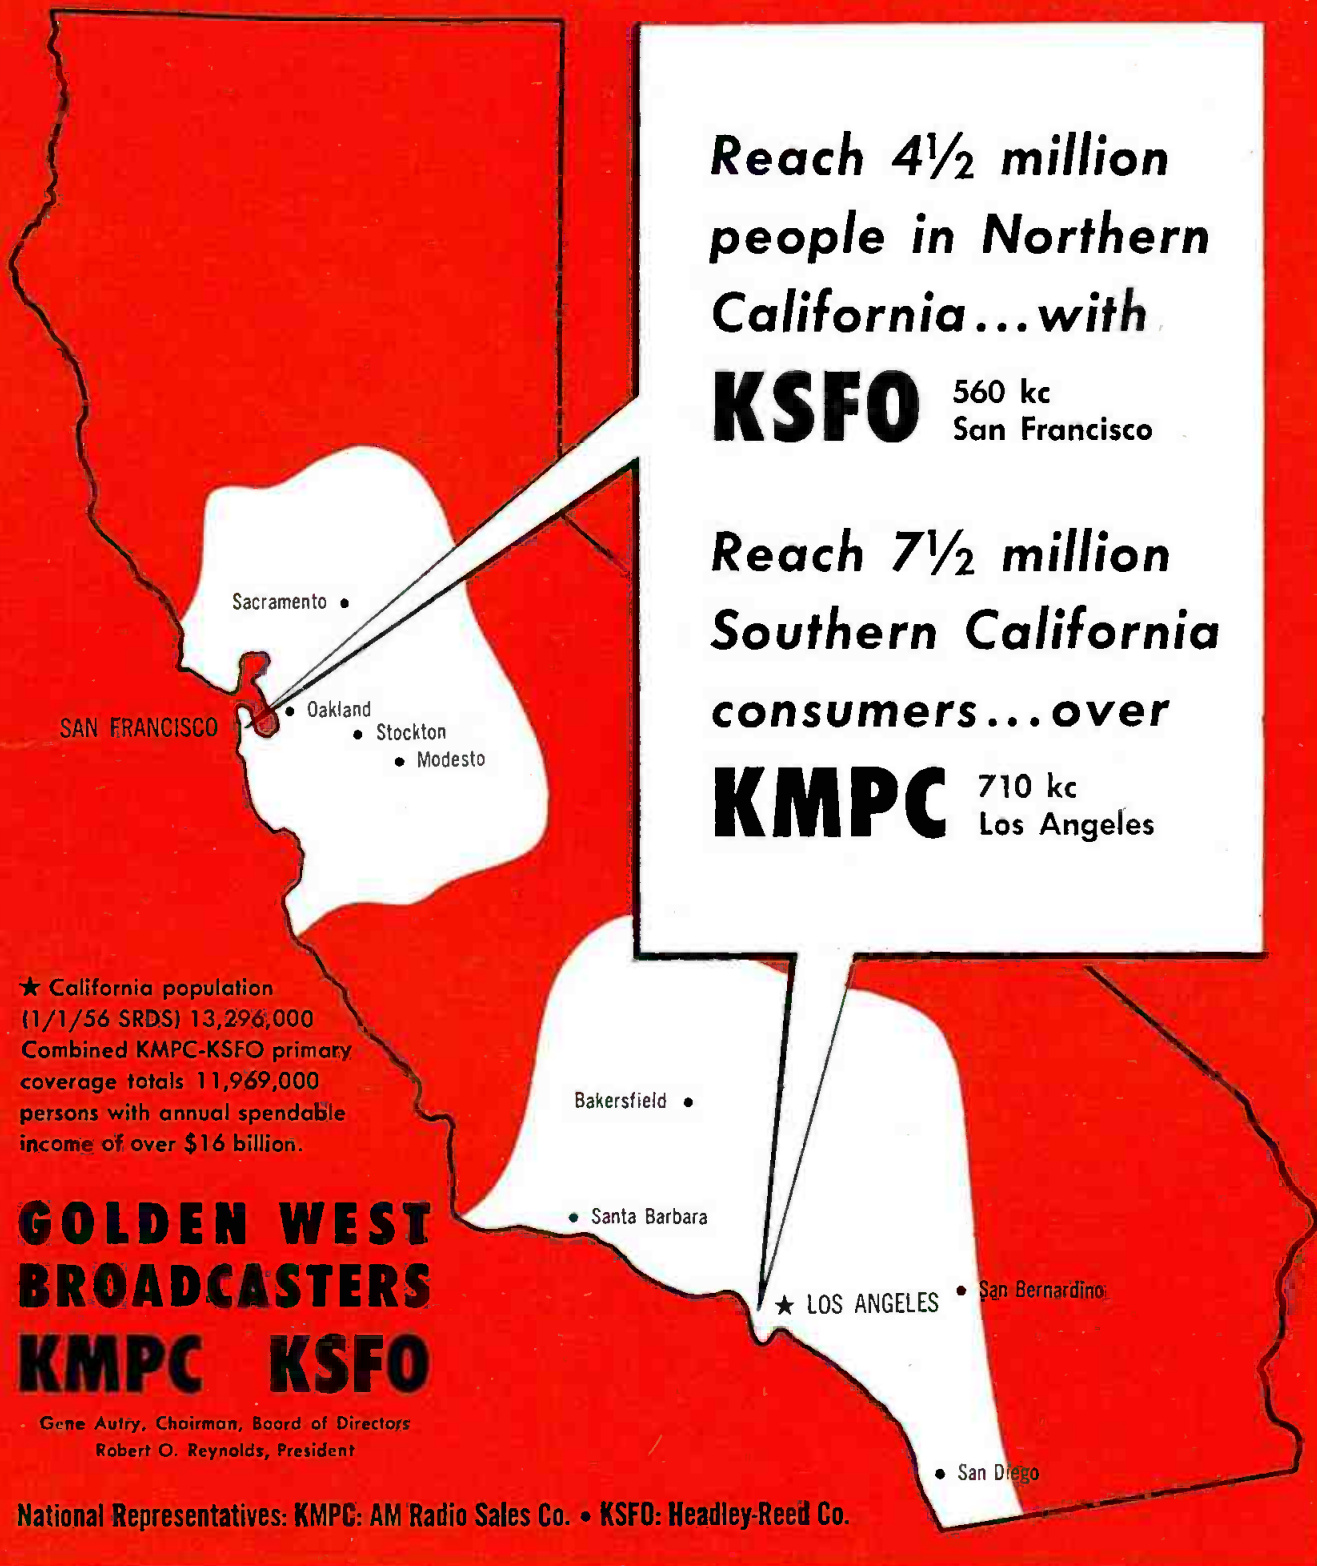 Reach 4½ million
people in Northern
California...with
KSFO 560 kc
San Francisco
Reach 7½ million
Southern California
consumers...over
KMPC 710 kc
Los Angeles
Sacramento
SAN FRANCISCO
Oakland
Stockton
Modesto
★ California population
(1/1/56 SRDS) 13,296,000
Combined KMPC-KSFO primary
coverage totals 11,969,000
persons with annual spendable
income of over $16 billion.
Bakersfield
Santa Barbara
★ LOS ANGELES
San Bernardino
San Diego
GOLDEN WEST
BROADCASTERS
KMPC KSFO
Gene Autry, Chairman, Board of Directors
Robert O. Reynolds, President
National Representatives: KMPC: AM Radio Sales Co. • KSFO: Headley-Reed Co.